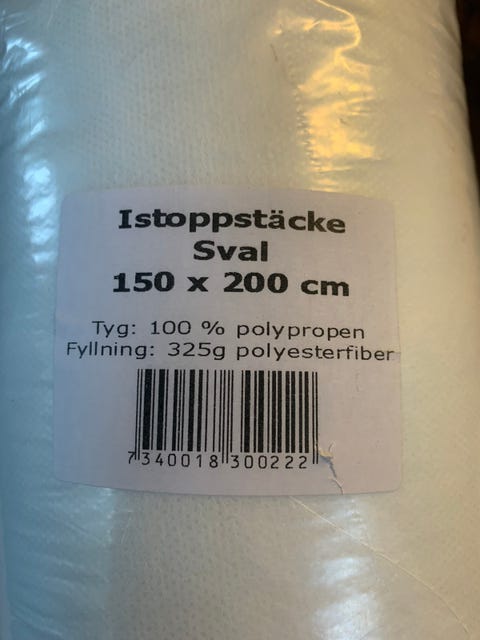 Istoppstäcke
Sval
150 x 200 cm
Tyg: 100 % polypropen
Fyllning: 325g polyesterfiber
7340018300222